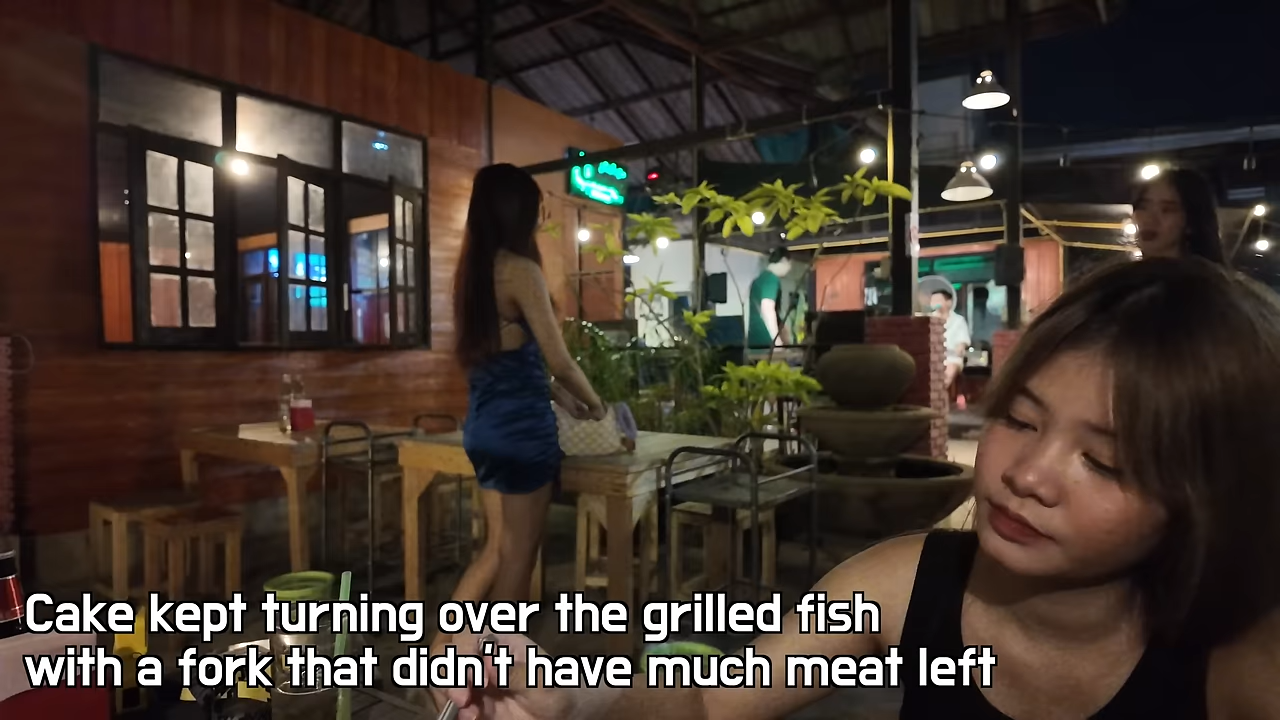 Cake kept turning over the grilled fish
with a fork that didn't have much meat left